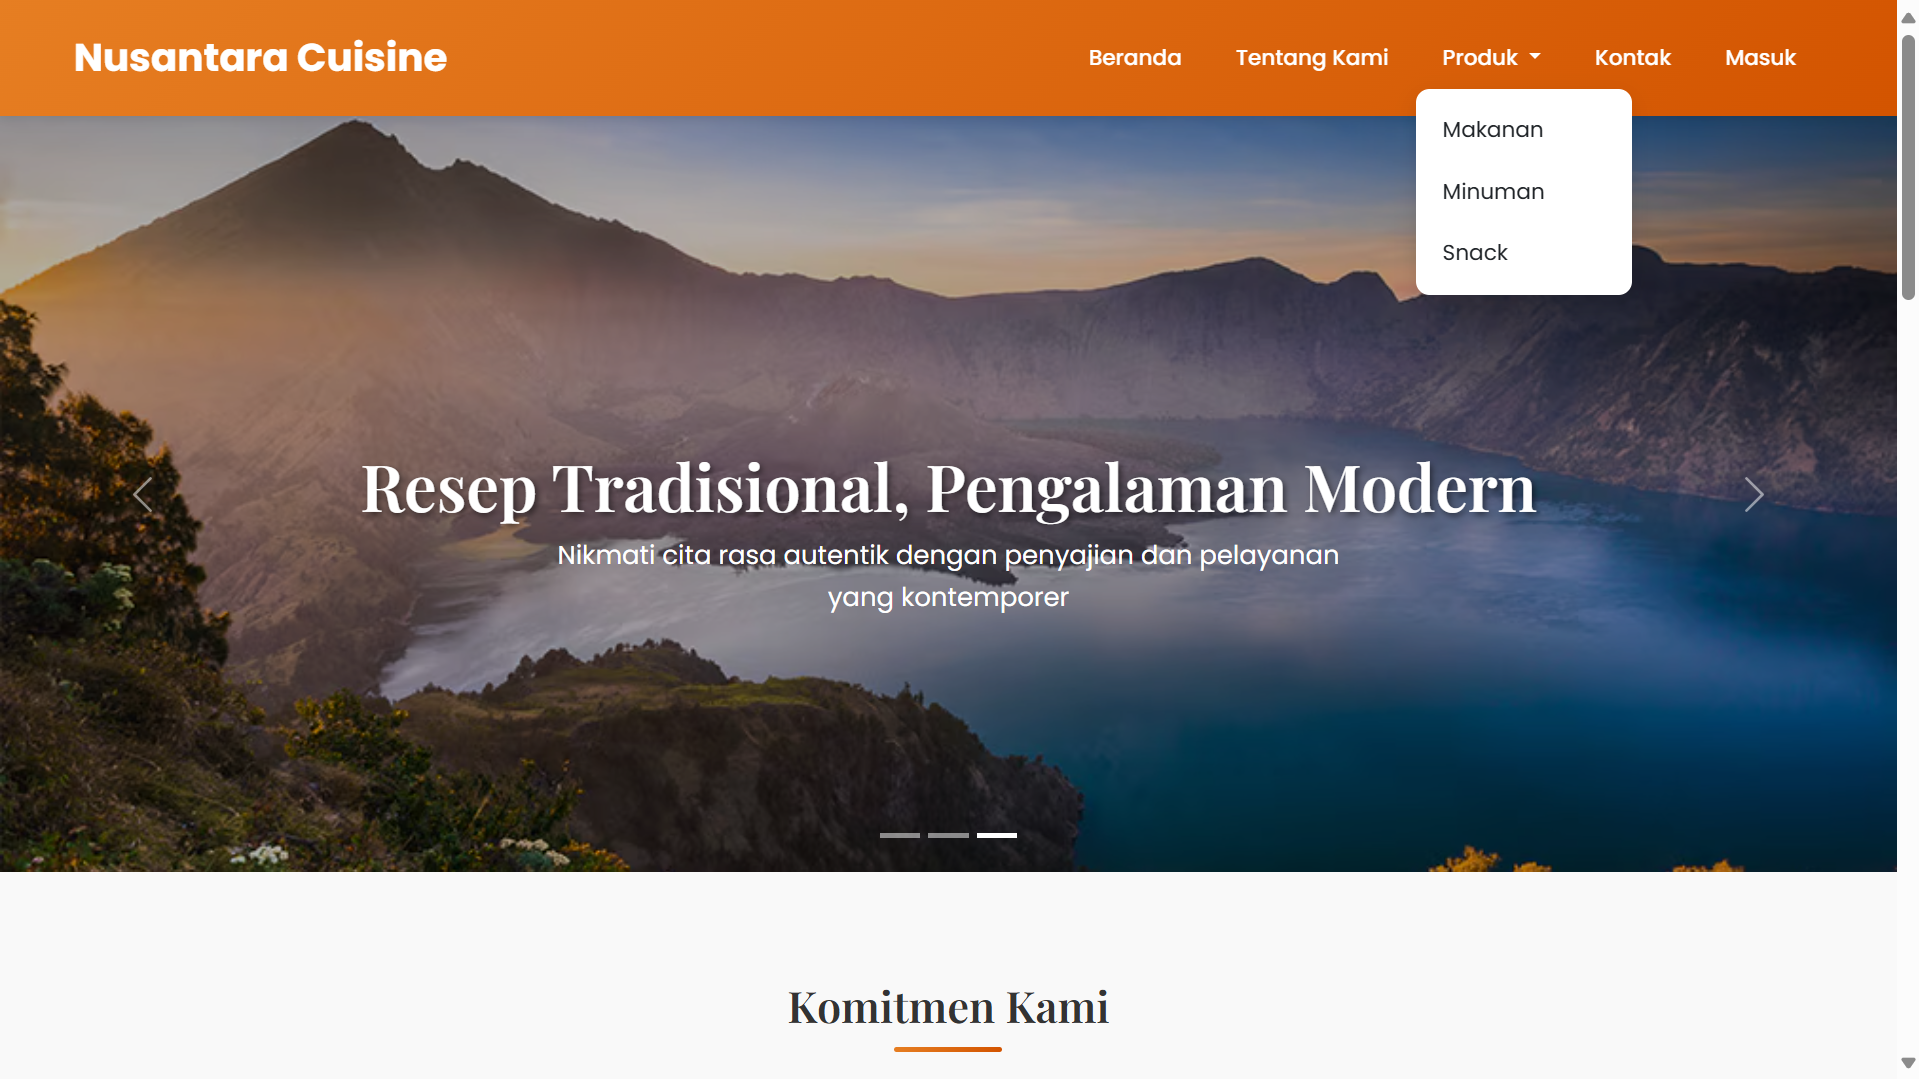 Nusantara Cuisine
Beranda
Tentang Kami
Produk
Kontak
Masuk
Makanan
Minuman
Snack
Resep Tradisional, Pengalaman Modern
Nikmati cita rasa autentik dengan penyajian dan pelayanan
yang kontemporer
Komitmen Kami